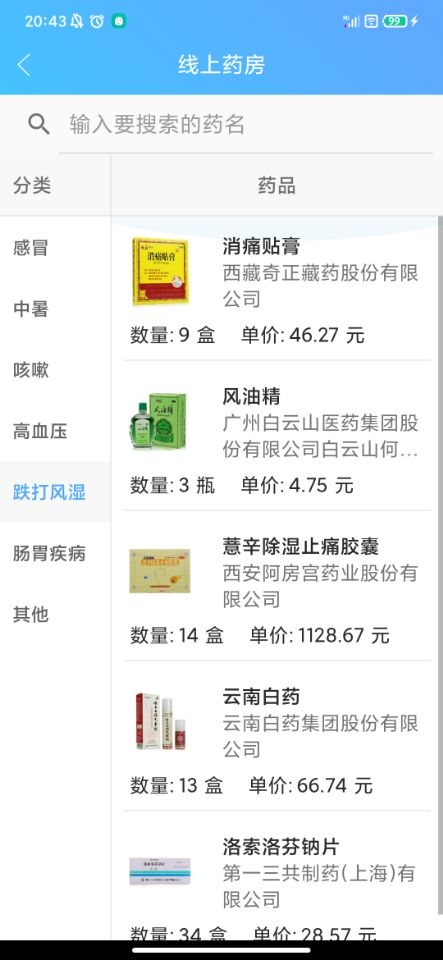 20:43
99
线上药房
输入要搜索的药名
分类
药品
感冒
中暑
咳嗽
高血压
跌打风湿
肠胃疾病
其他
消痛贴膏
消痛贴膏
西藏奇正藏药股份有限
公司
数量: 9 盒 单价: 46.27 元
风油精
风油精
广州白云山医药集团股
份有限公司白云山何...
数量: 3 瓶 单价: 4.75 元
薏辛除湿止痛胶囊
西安阿房宫药业股份有
限公司
数量: 14 盒 单价: 1128.67 元
云南白药
云南白药集团股份有限
公司
数量: 13 盒 单价: 66.74 元
洛索洛芬钠片
第一三共制药(上海)有
限公司
数量: 34 盒 单价: 28.57 元